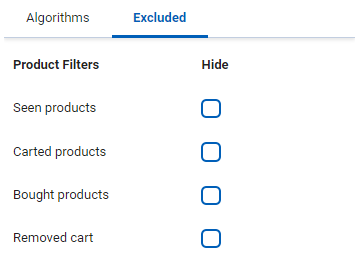 Algorithms Excluded
Product Filters Hide
Seen products
Carted products
Bought products
Removed cart